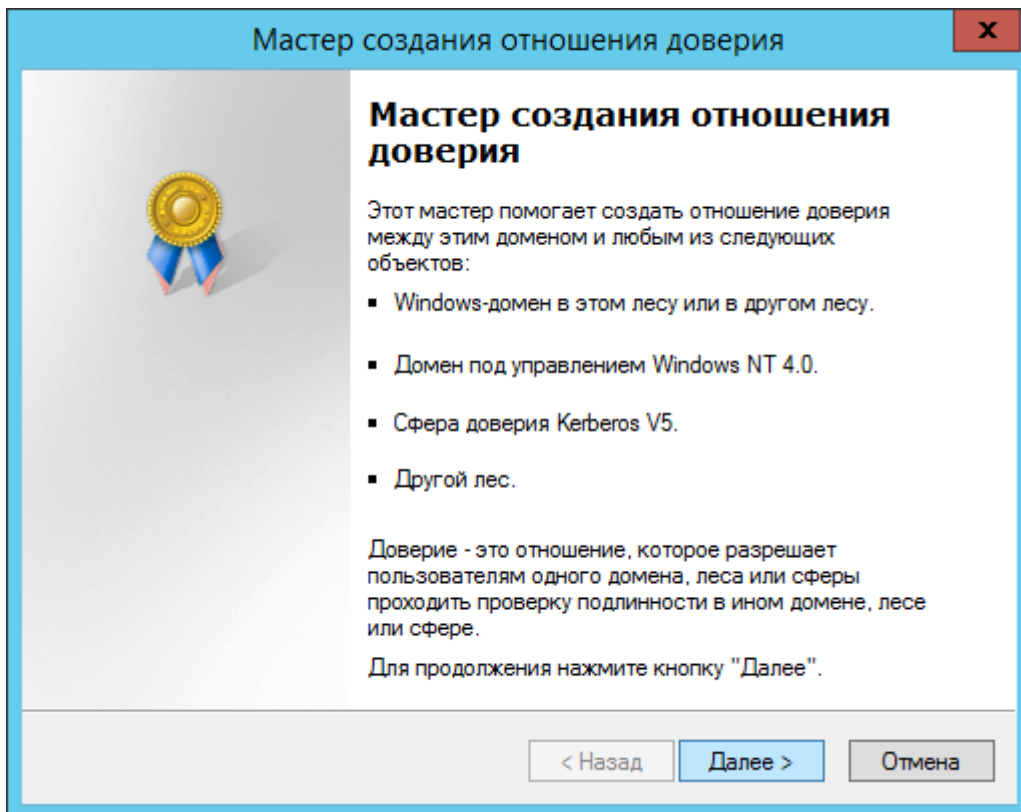 Мастер создания отношения доверия
Мастер создания отношения
доверия
Этот мастер помогает создать отношение доверия
между этим доменом и любым из следующих
объектов:
▪ Windows-домен в этом лесу или в другом лесу.
▪ Домен под управлением Windows NT 4.0.
▪ Сфера доверия Kerberos V5.
▪ Другой лес.
Доверие - это отношение, которое разрешает
пользователям одного домена, леса или сферы
проходить проверку подлинности в ином домене, лесе
или сфере.
Для продолжения нажмите кнопку "Далее".
< Назад
Далее >
Отмена